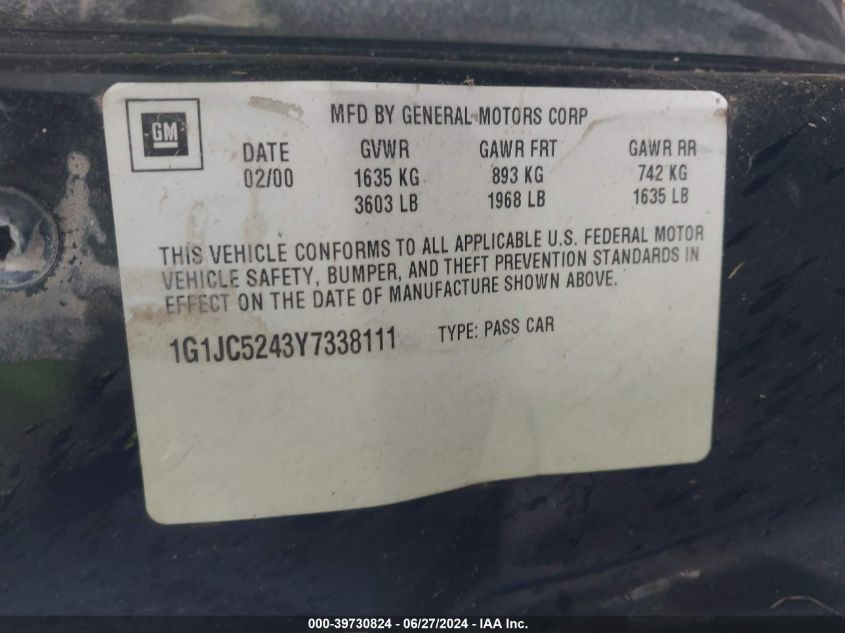 MFD BY GENERAL MOTORS CORP
GM
DATE GVWR GAWR FRT GAWR RR
02/00 1635 KG 893 KG 742 KG
3603 LB 1968 LB 1635 LB
THIS VEHICLE CONFORMS TO ALL APPLICABLE U.S. FEDERAL MOTOR
VEHICLE SAFETY, BUMPER, AND THEFT PREVENTION STANDARDS IN
EFFECT ON THE DATE OF MANUFACTURE SHOWN ABOVE.
1G1JC5243Y7338111 TYPE: PASS CAR
000-39730824 - 06/27/2024 - IAA Inc.